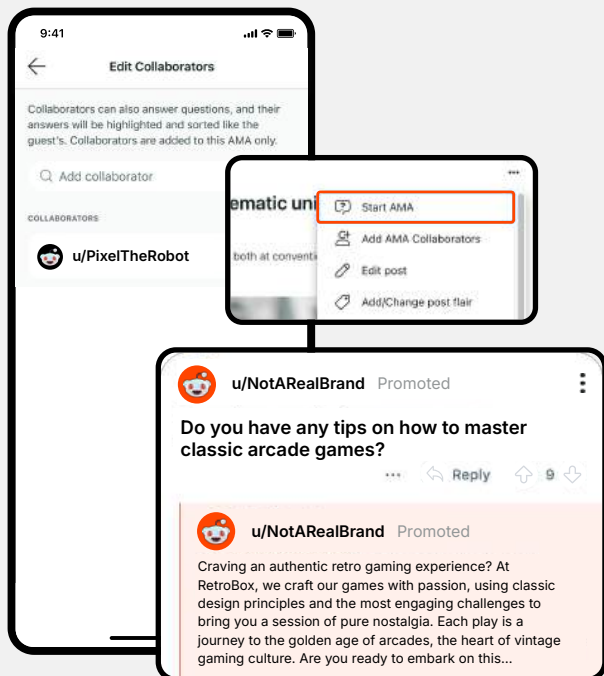 9:41
Edit Collaborators
Collaborators can also answer questions, and their
answers will be highlighted and sorted like the
guest's. Collaborators are added to this AMA only.
Add collaborator
COLLABORATORS
u/PixelTheRobot
ematic uni
both at conventi
Start AMA
Add AMA Collaborators
Edit post
Add/Change post flair
u/NotARealBrand Promoted
Do you have any tips on how to master
classic arcade games?
Reply 9
u/NotARealBrand Promoted
Craving an authentic retro gaming experience? At
RetroBox, we craft our games with passion, using classic
design principles and the most engaging challenges to
bring you a session of pure nostalgia. Each play is a
journey to the golden age of arcades, the heart of vintage
gaming culture. Are you ready to embark on this...